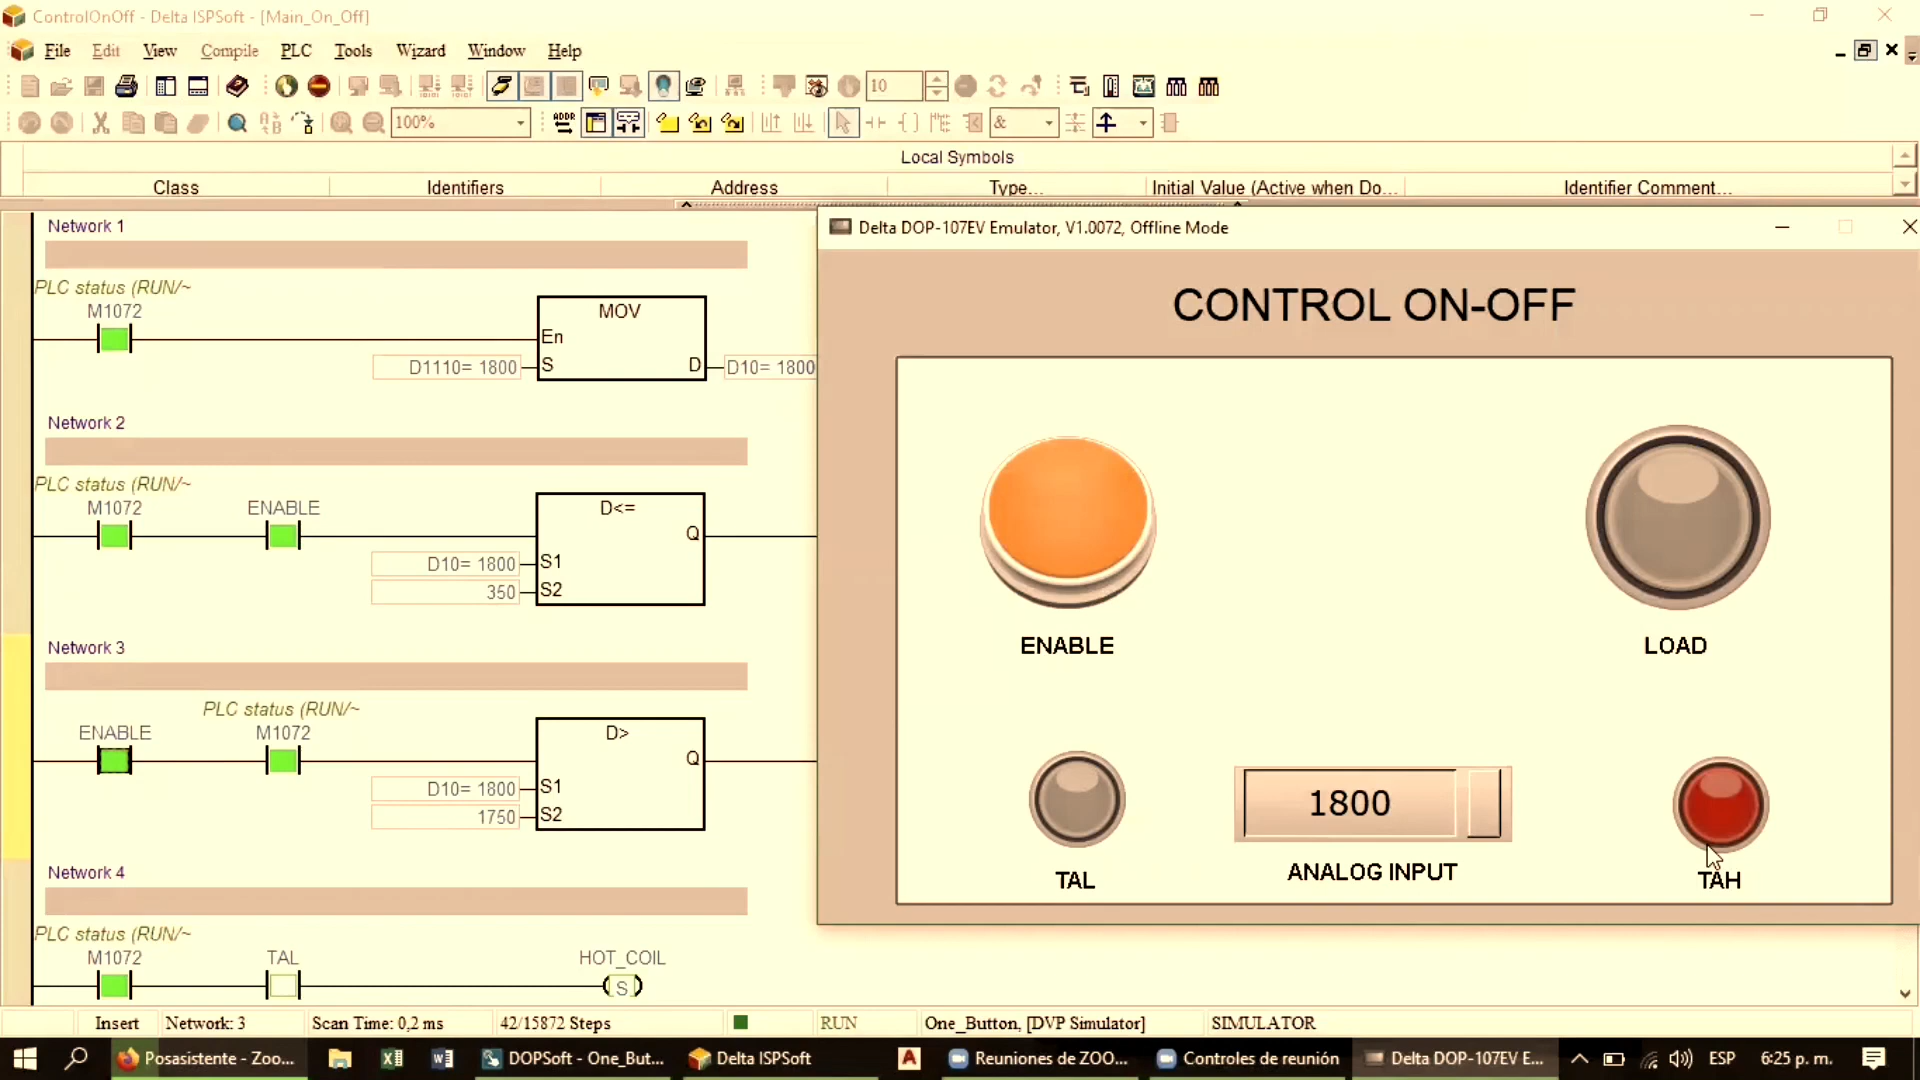 ControlOnOff - Delta ISPSoft - [Main_On_Off]
File Edit View Compile PLC Tools Wizard Window Help
10
100%
ADDR
&
Local Symbols
Class Identifiers Address Type... Initial Value (Active when Do... Identifier Comment...
Network 1
PLC status (RUN/~
M1072
MOV
En
D1110= 1800 S D D10= 1800
Network 2
PLC status (RUN/~
M1072 ENABLE
D<=
Q
D10= 1800 S1
350 S2
Network 3
PLC status (RUN/~
ENABLE M1072
D>
Q
D10= 1800 S1
1750 S2
Network 4
PLC status (RUN/~
M1072 TAL HOT_COIL
S
Delta DOP-107EV Emulator, V1.0072, Offline Mode
CONTROL ON-OFF
ENABLE
LOAD
1800
TAL
ANALOG INPUT
TAH
Insert Network: 3 Scan Time: 0,2 ms 42/15872 Steps RUN One_Button, [DVP Simulator] SIMULATOR
Posasistente - Zoo... DOPSoft - One_But... Delta ISPSoft A Reuniones de ZOO... Controles de reunión Delta DOP-107EV E... ESP 6:25 p. m.